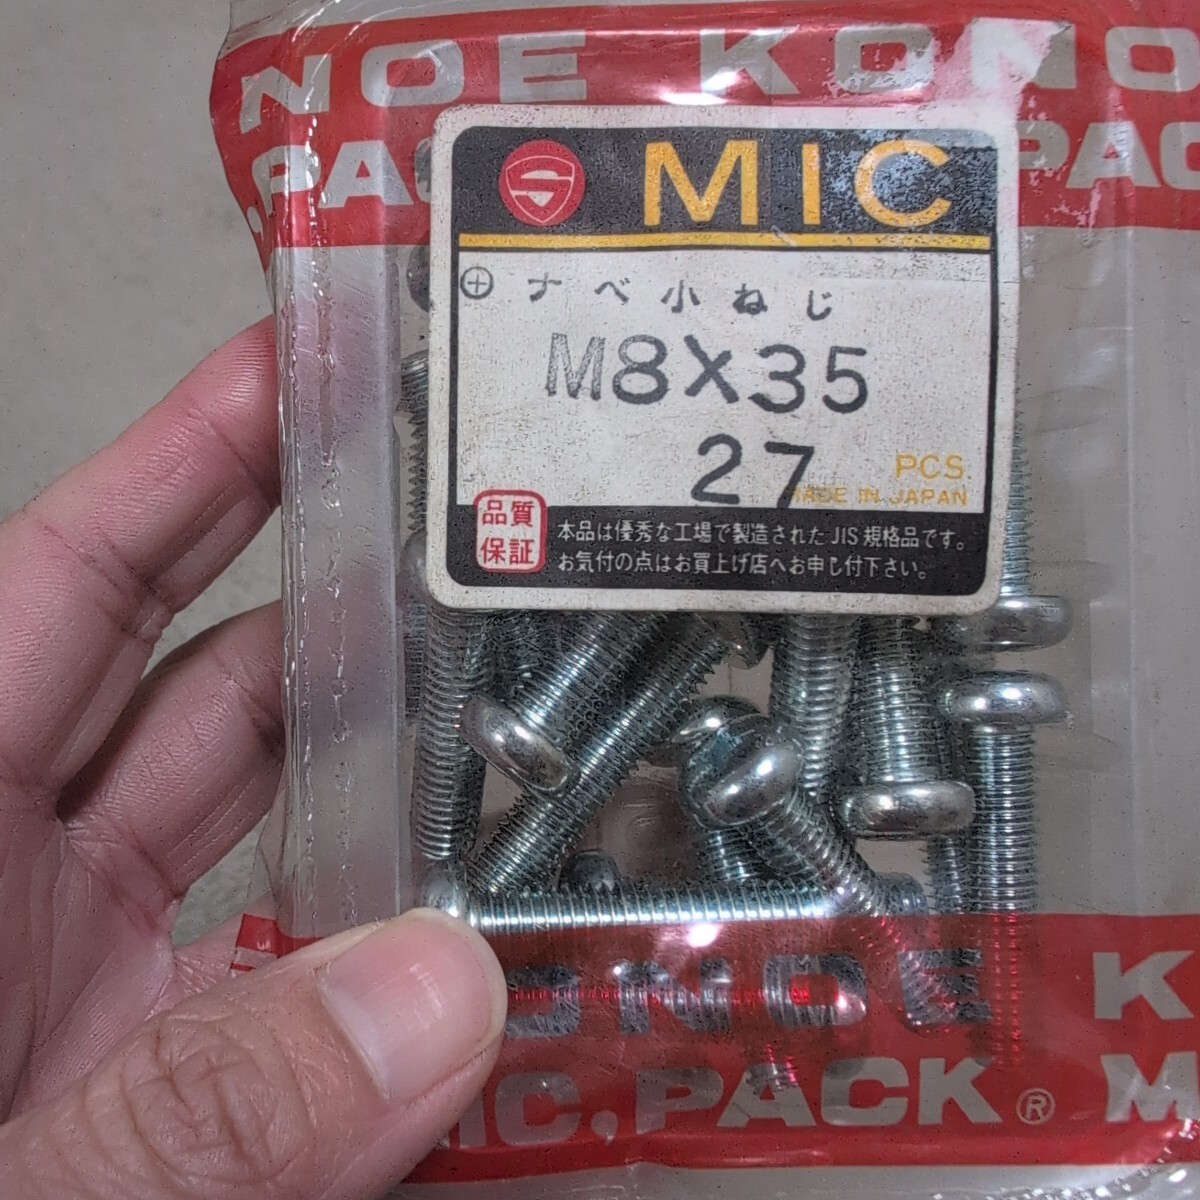 NOE KONO
PAC PAC
MIC
⊕ナベ小ねじ
M8×35
27 PCS.
MADE IN JAPAN
品質
保証
本品は優秀な工場で製造されたJIS規格品です。
お気付の点はお買上げ店へお申し付下さい。
ONOE K
MIC,PACK® M